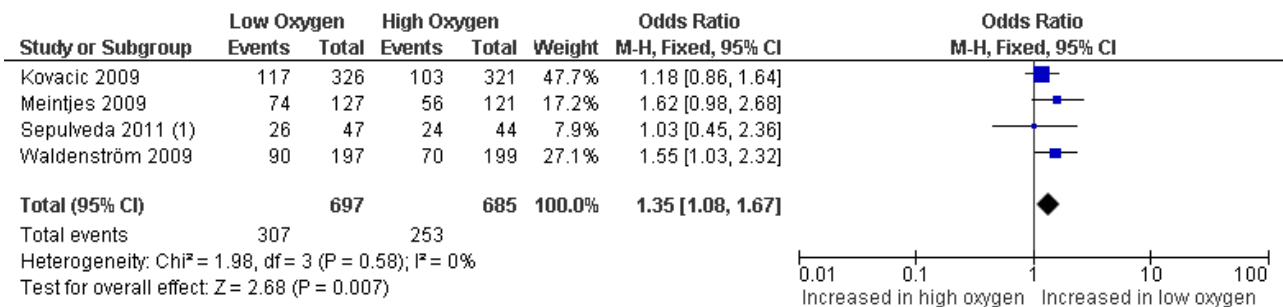 Low Oxygen High Oxygen Odds Ratio Odds Ratio
Study or Subgroup Events Total Events Total Weight M-H, Fixed, 95% CI M-H, Fixed, 95% CI
Kovacic 2009 117 326 103 321 47.7% 1.18 [0.86, 1.64]
Meintjes 2009 74 127 56 121 17.2% 1.62 [0.98, 2.68]
Sepulveda 2011 (1) 26 47 24 44 7.9% 1.03 [0.45, 2.36]
Waldenström 2009 90 197 70 199 27.1% 1.55 [1.03, 2.32]
Total (95% CI) 697 685 100.0% 1.35 [1.08, 1.67]
Total events 307 253
Heterogeneity: Chi² = 1.98, df = 3 (P = 0.58); I² = 0%
Test for overall effect: Z = 2.68 (P = 0.007)
0.01 0.1 1 10 100
Increased in high oxygen Increased in low oxygen